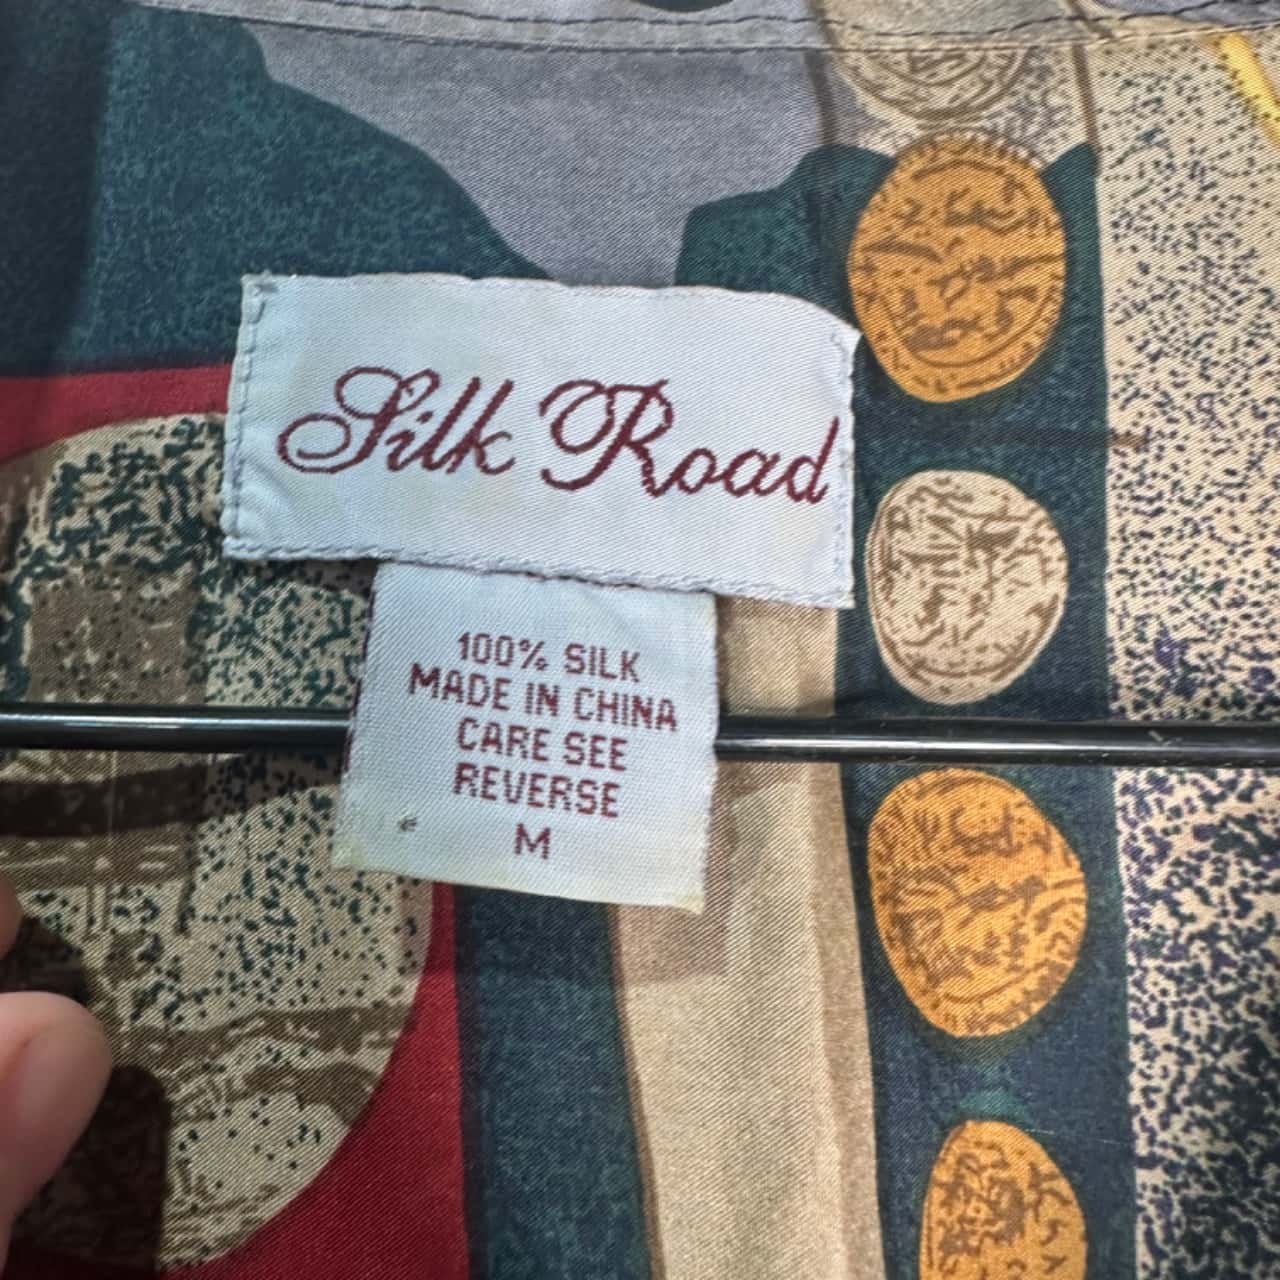 Silk Road
100% SILK
MADE IN CHINA
CARE SEE
REVERSE
M